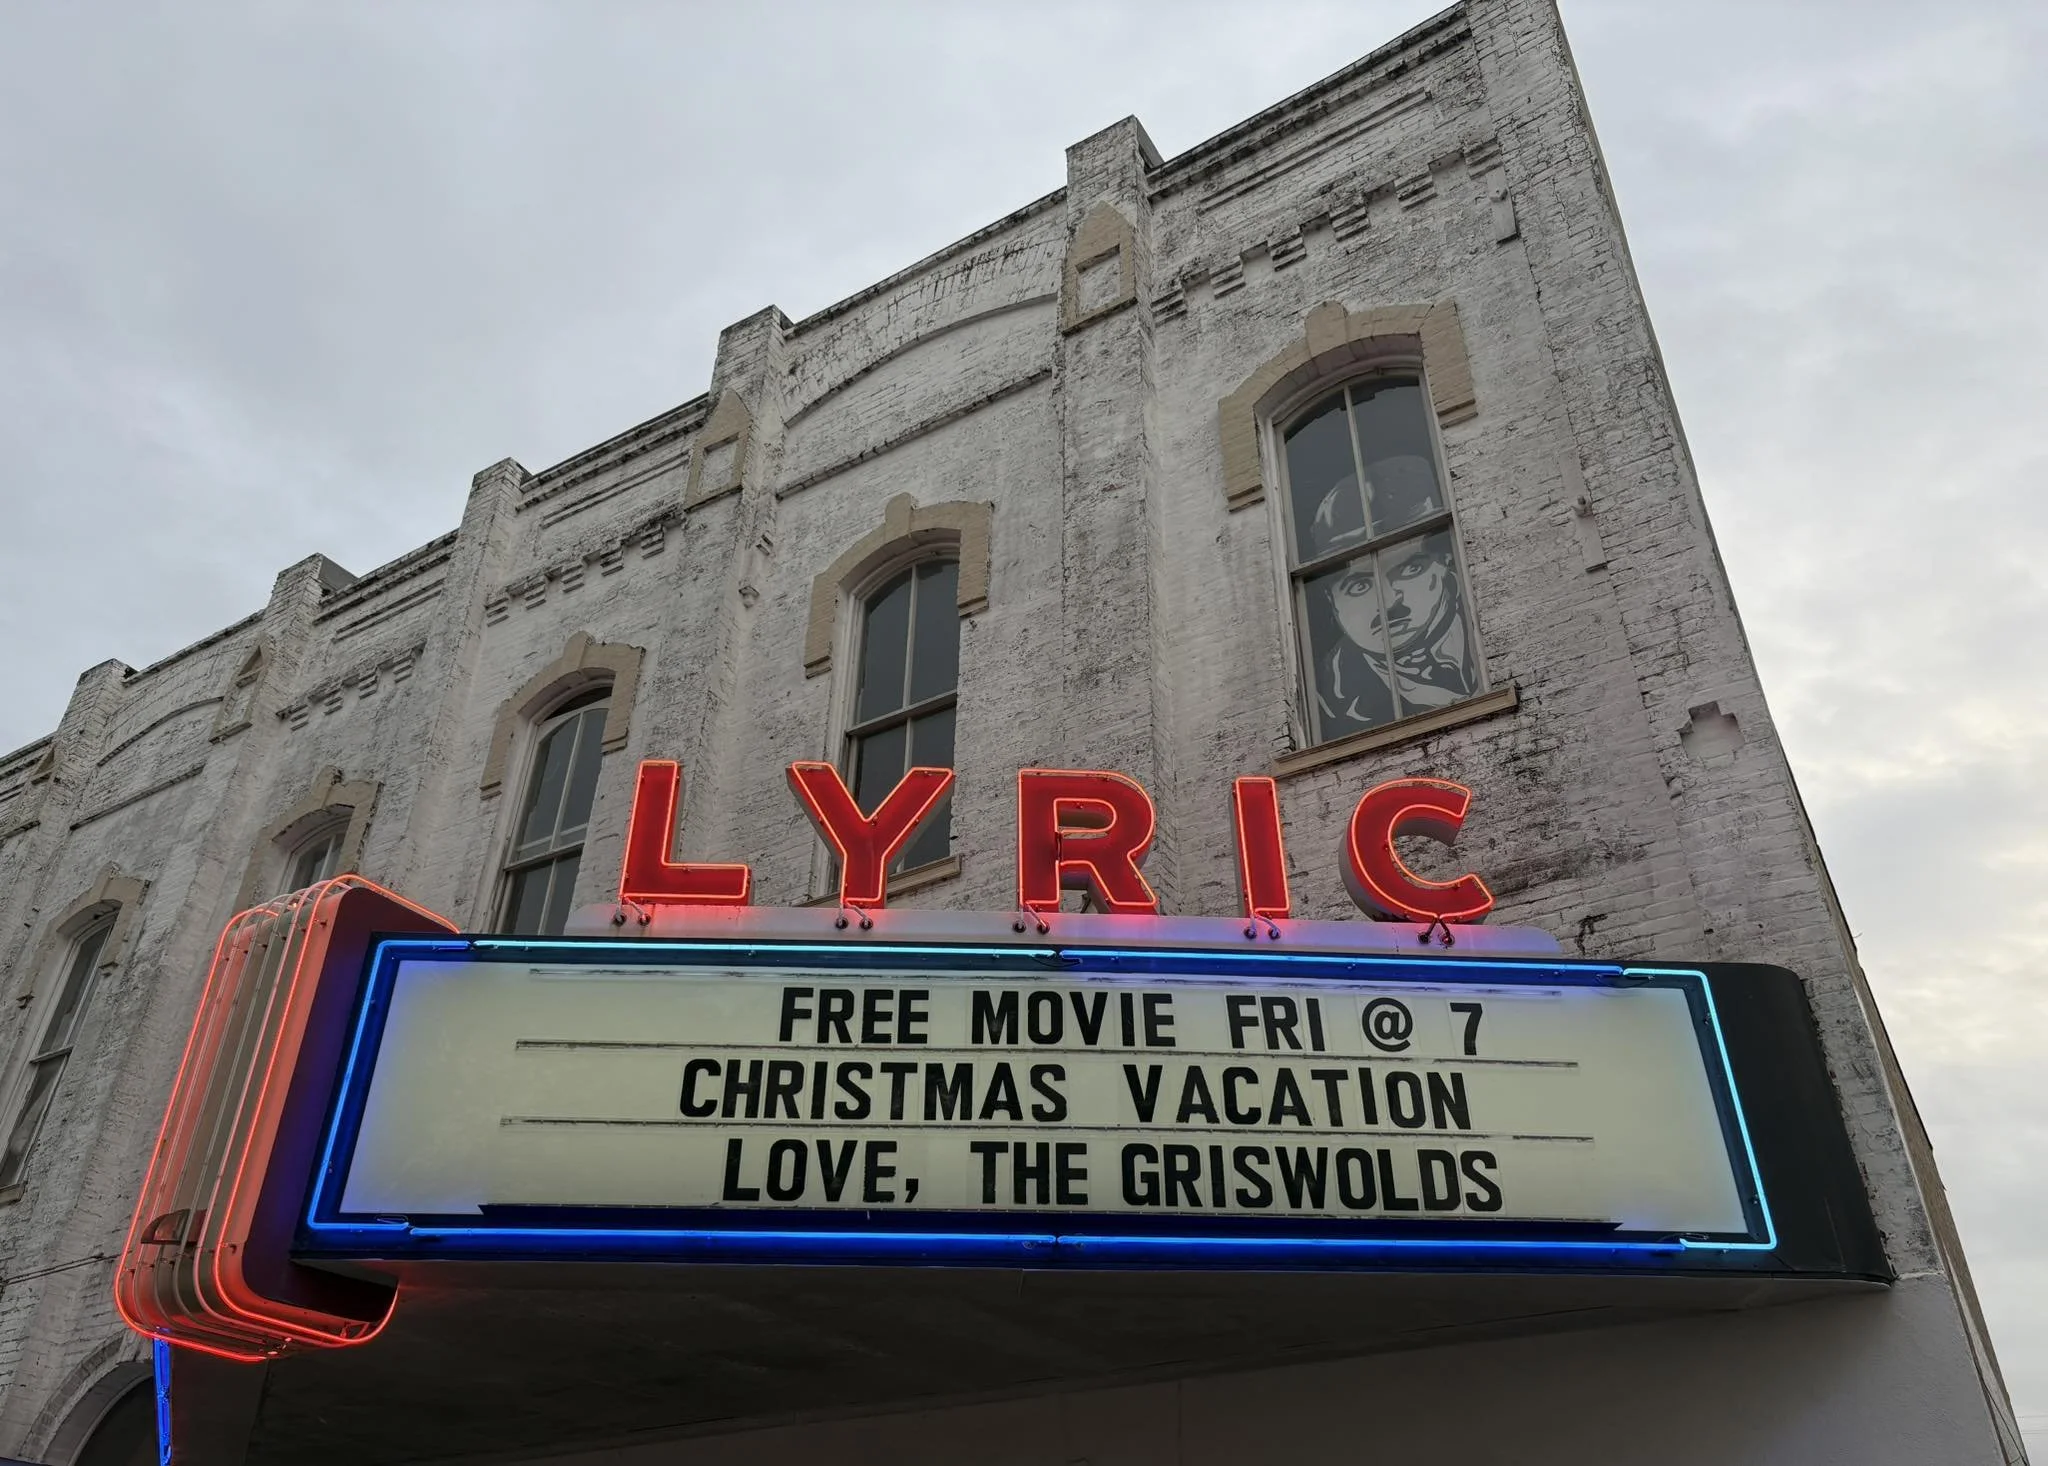 LYRIC
FREE MOVIE FRI @ 7
CHRISTMAS VACATION
LOVE, THE GRISWOLDS